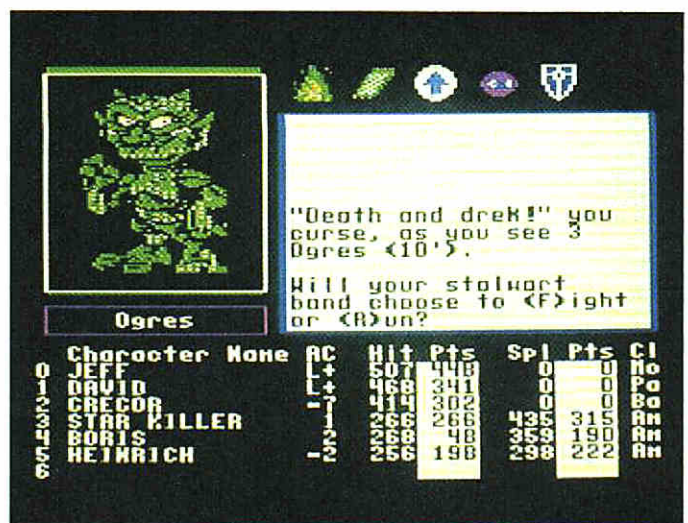 "Death and drek!" you
curse, as you see 3
Ogres (10').
Will your stalwart
band choose to (F)ight
or (R)un?
Ogres
Character Name AC Hit Pts Spl Pts Cl
0 JEFF L+ 507 448 0 0 Mo
1 DAVID L+ 468 341 0 0 Pa
2 GREGOR 414 302 0 0 Ba
3 STAR KILLER 1 266 266 435 315 Am
4 BORIS 2 268 48 359 190 Am
5 HEINRICH -2 256 198 298 222 Am
6